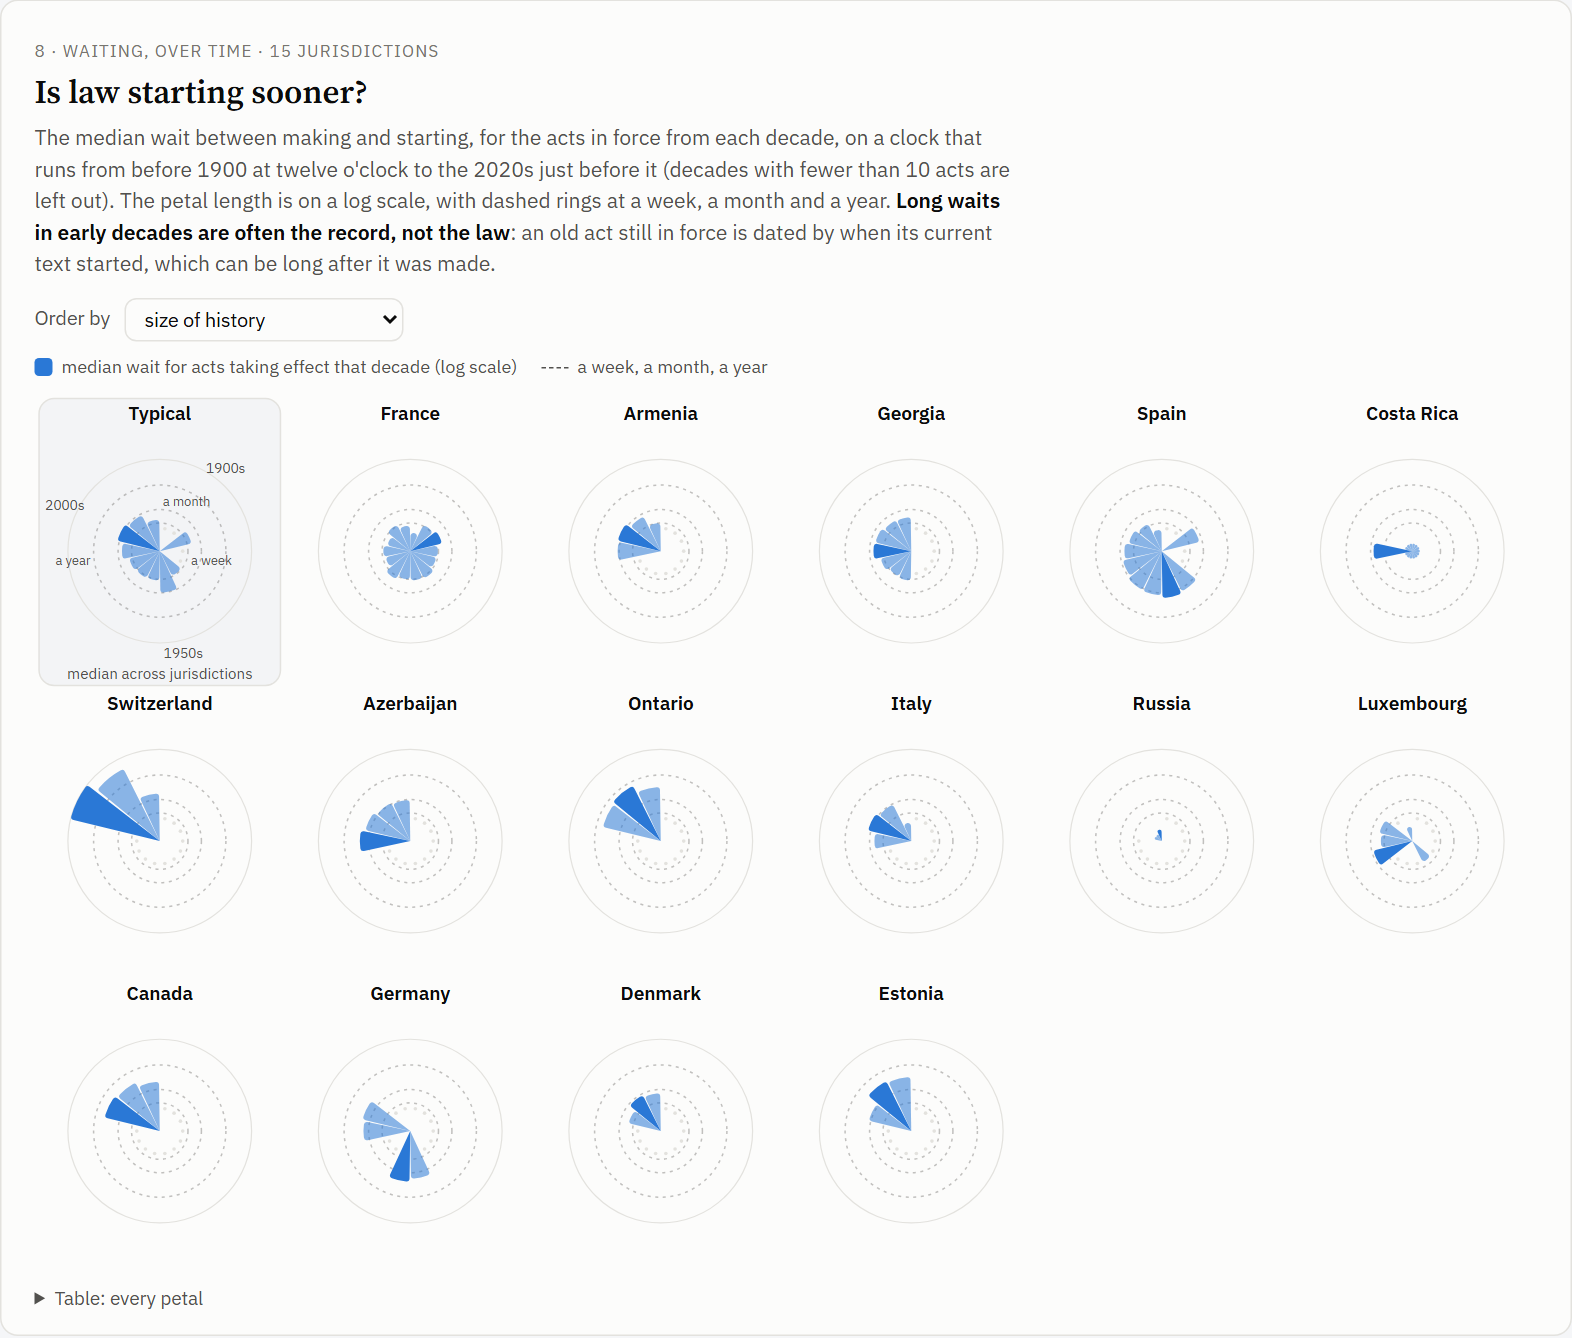 8 · WAITING, OVER TIME · 15 JURISDICTIONS
Is law starting sooner?
The median wait between making and starting, for the acts in force from each decade, on a clock that
runs from before 1900 at twelve o'clock to the 2020s just before it (decades with fewer than 10 acts are
left out). The petal length is on a log scale, with dashed rings at a week, a month and a year. Long waits
in early decades are often the record, not the law: an old act still in force is dated by when its current
text started, which can be long after it was made.
Order by size of history
median wait for acts taking effect that decade (log scale) ---- a week, a month, a year
Typical France Armenia Georgia Spain Costa Rica
1900s
2000s
a month
a year
a week
1950s
median across jurisdictions
Switzerland Azerbaijan Ontario Italy Russia Luxembourg
Canada Germany Denmark Estonia
Table: every petal